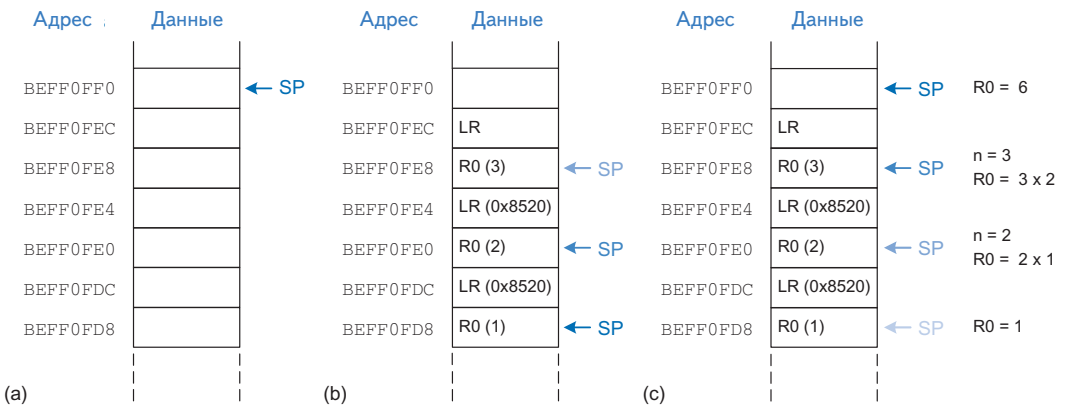 Адрес Данные Адрес Данные Адрес Данные
BEFF0FF0 SP BEFF0FF0 BEFF0FF0 SP R0 = 6
BEFF0FEC BEFF0FEC LR BEFF0FEC LR
BEFF0FE8 BEFF0FE8 R0 (3) SP BEFF0FE8 R0 (3) SP n = 3
R0 = 3 x 2
BEFF0FE4 BEFF0FE4 LR (0x8520) BEFF0FE4 LR (0x8520)
BEFF0FE0 BEFF0FE0 R0 (2) SP BEFF0FE0 R0 (2) SP n = 2
R0 = 2 x 1
BEFF0FDC BEFF0FDC LR (0x8520) BEFF0FDC LR (0x8520)
BEFF0FD8 BEFF0FD8 R0 (1) SP BEFF0FD8 R0 (1) SP R0 = 1
(a) (b) (c)